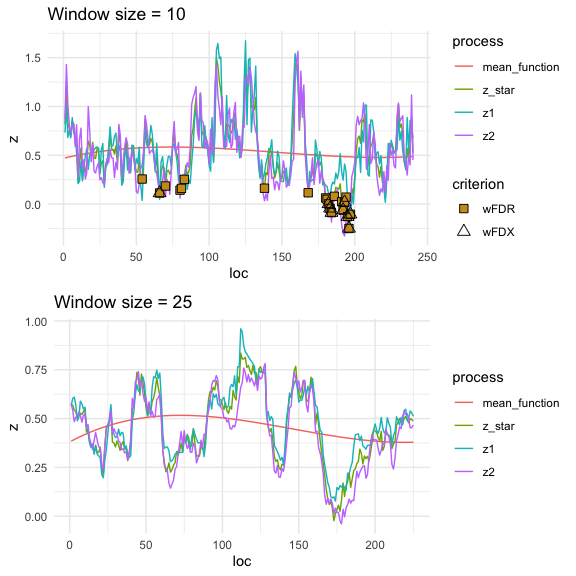 Window size = 10
1.5
1.0
0.5
0.0
z
0
50
100
150
200
250
loc
process
mean_function
z_star
z1
z2
criterion
wFDR
wFDX
Window size = 25
1.00
0.75
0.50
0.25
0.00
z
0
50
100
150
200
loc
process
mean_function
z_star
z1
z2